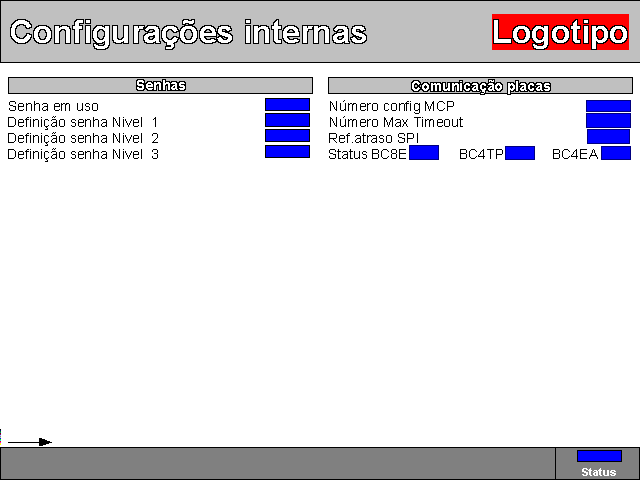 Configurações internas
Logotipo
Senhas
Senha em uso
Definição senha Nivel 1
Definição senha Nivel 2
Definição senha Nivel 3
Comunicação placas
Número config MCP
Número Max Timeout
Ref.atraso SPI
Status BC8E BC4TP BC4EA
Status